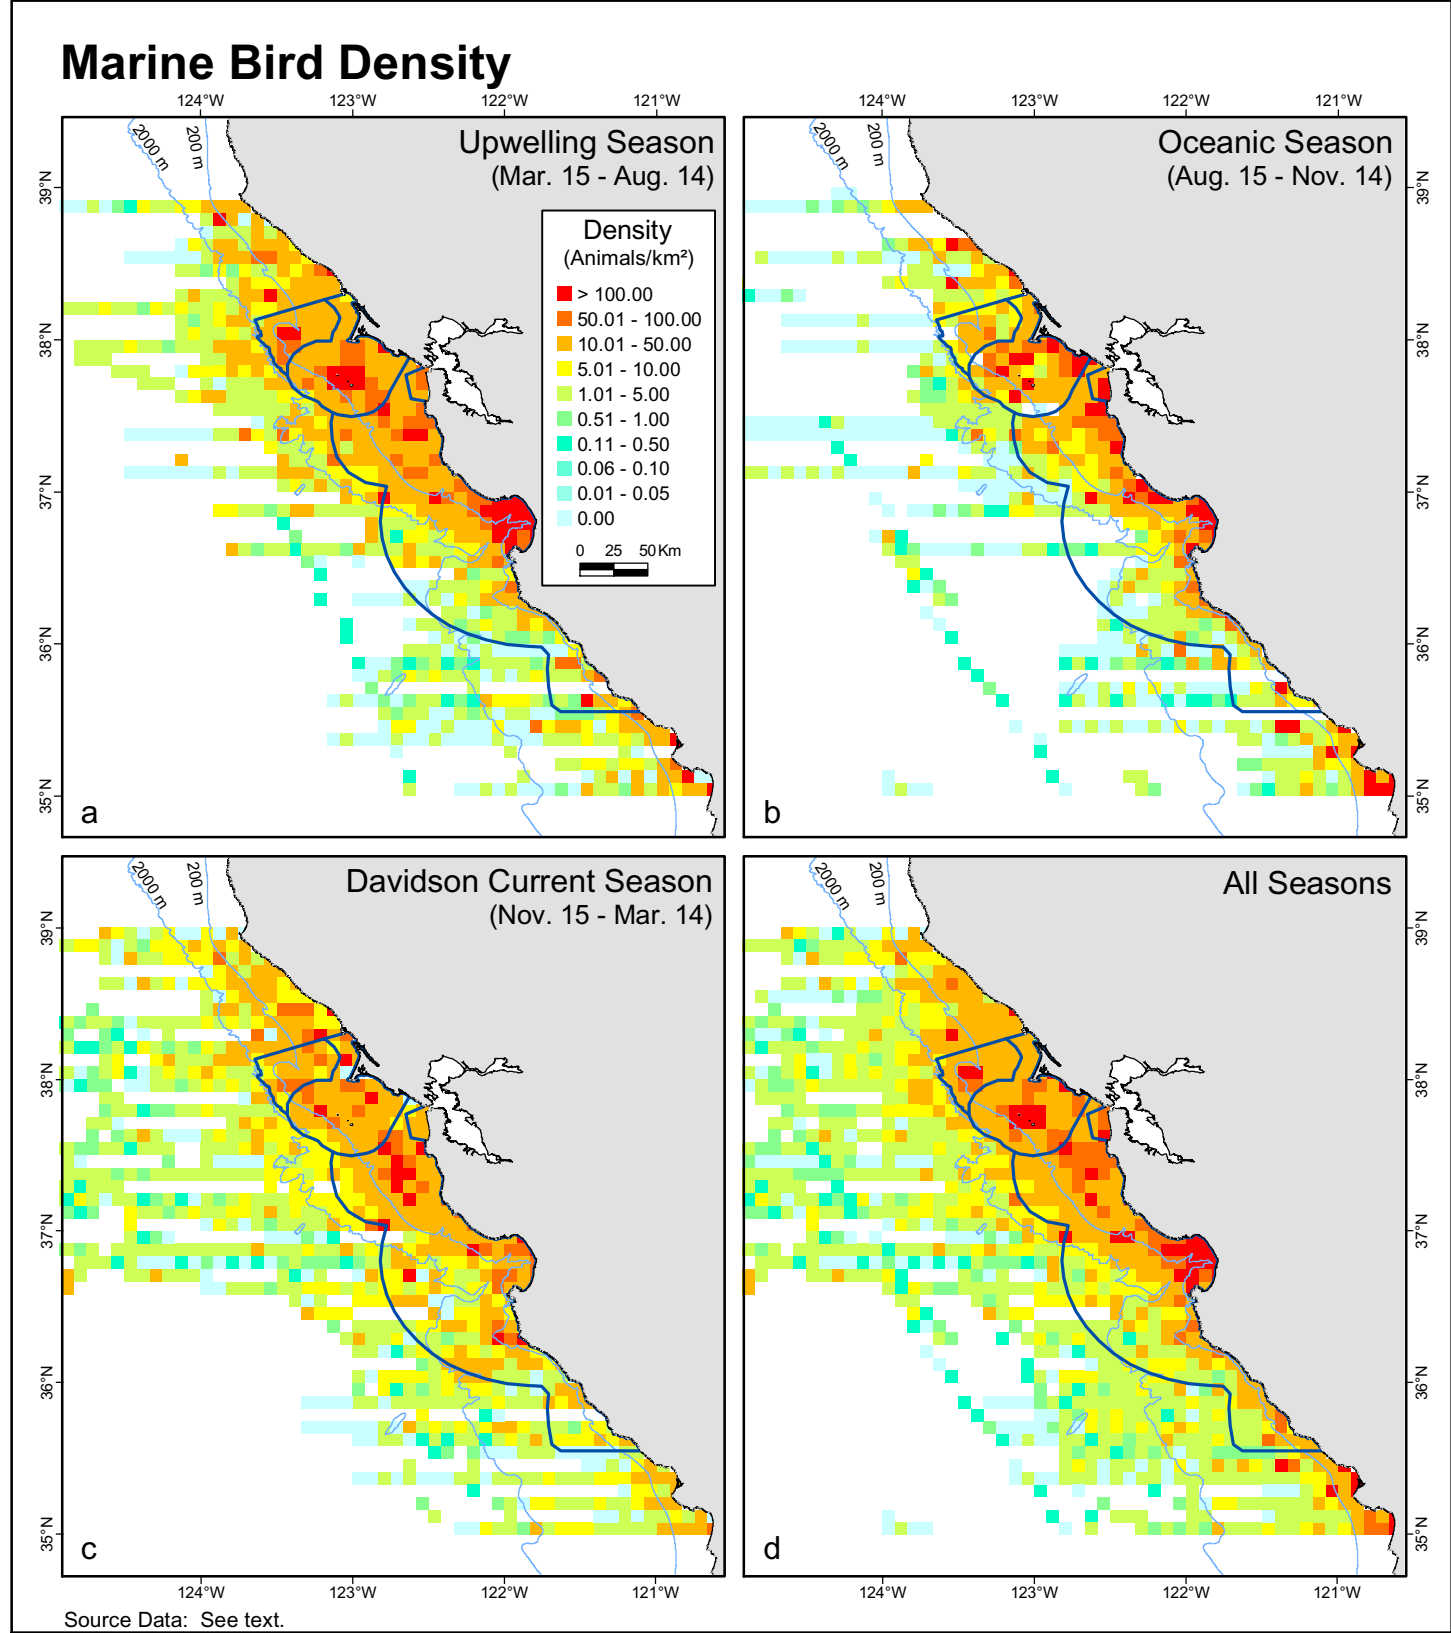 Marine Bird Density
124°W 123°W 122°W 121°W
124°W 123°W 122°W 121°W
2000 m
200 m
Upwelling Season
(Mar. 15 - Aug. 14)
39°N
38°N
37°N
36°N
35°N
Density
(Animals/km²)
> 100.00
50.01 - 100.00
10.01 - 50.00
5.01 - 10.00
1.01 - 5.00
0.51 - 1.00
0.11 - 0.50
0.06 - 0.10
0.01 - 0.05
0.00
0 25 50 Km
a
2000 m
200 m
Oceanic Season
(Aug. 15 - Nov. 14)
39°N
38°N
37°N
36°N
35°N
b
2000 m
200 m
Davidson Current Season
(Nov. 15 - Mar. 14)
39°N
38°N
37°N
36°N
35°N
c
2000 m
200 m
All Seasons
39°N
38°N
37°N
36°N
35°N
d
124°W 123°W 122°W 121°W
124°W 123°W 122°W 121°W
Source Data: See text.